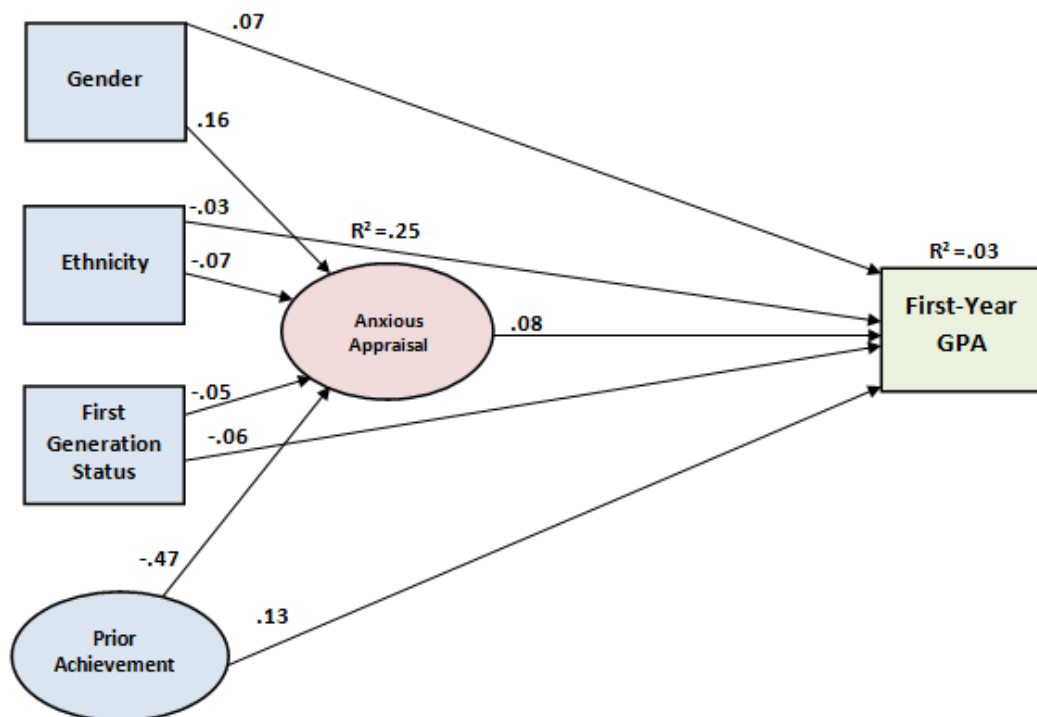 .07
Gender
.16
-.03
R² =.25
R² =.03
Ethnicity
-.07
First-Year
GPA
Anxious
Appraisal
.08
-.05
First
Generation
Status
-.06
-.47
.13
Prior
Achievement